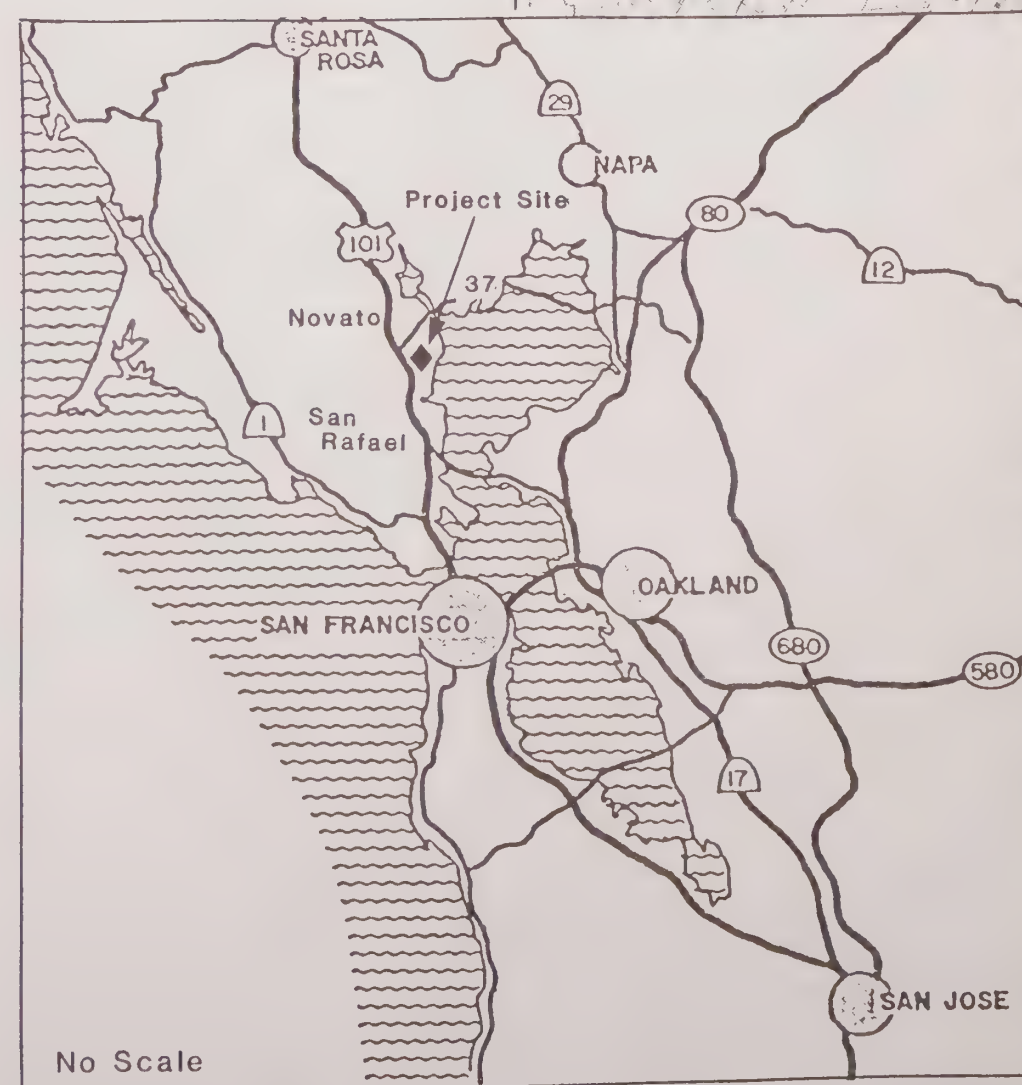 SANTA
ROSA
29
NAPA
Project Site
80
101
12
37
Novato
1
San
Rafael
OAKLAND
SAN FRANCISCO
680
580
17
SAN JOSE
No Scale